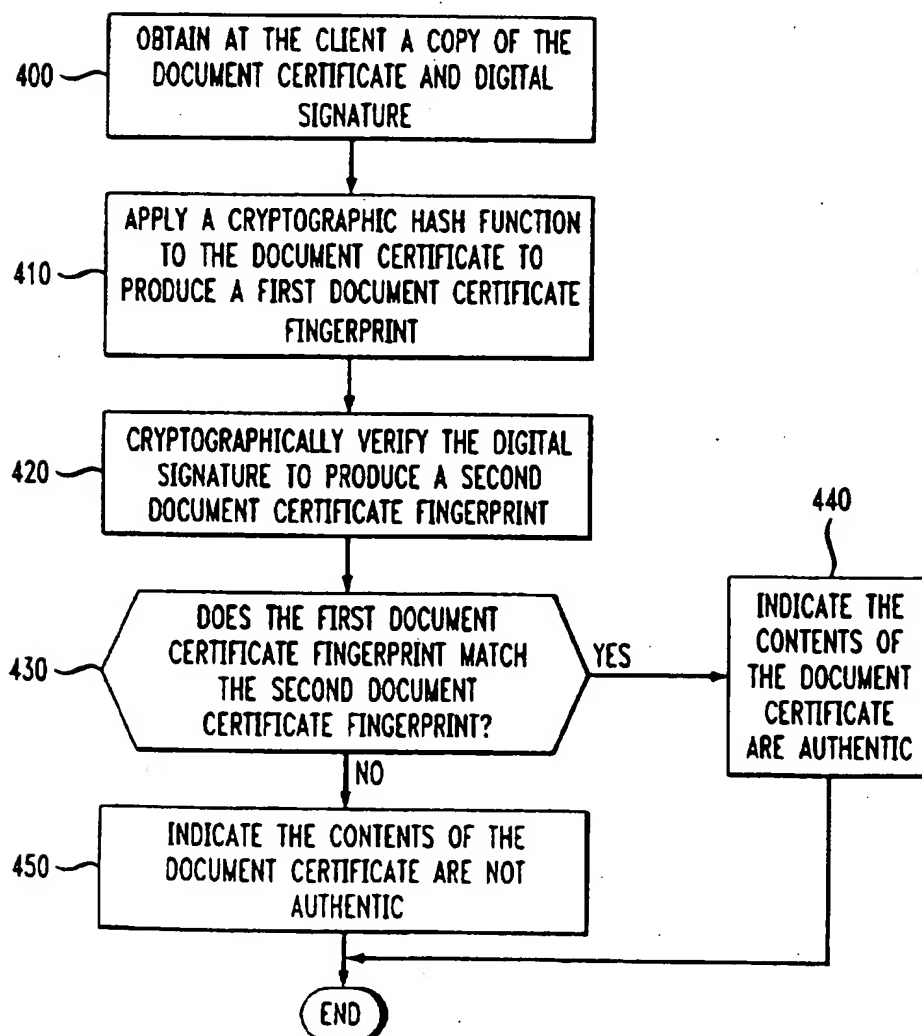 400
OBTAIN AT THE CLIENT A COPY OF THE
DOCUMENT CERTIFICATE AND DIGITAL
SIGNATURE
410
APPLY A CRYPTOGRAPHIC HASH FUNCTION
TO THE DOCUMENT CERTIFICATE TO
PRODUCE A FIRST DOCUMENT CERTIFICATE
FINGERPRINT
420
CRYPTOGRAPHICALLY VERIFY THE DIGITAL
SIGNATURE TO PRODUCE A SECOND
DOCUMENT CERTIFICATE FINGERPRINT
430
DOES THE FIRST DOCUMENT
CERTIFICATE FINGERPRINT MATCH
THE SECOND DOCUMENT
CERTIFICATE FINGERPRINT?
YES
440
INDICATE THE
CONTENTS OF
THE DOCUMENT
CERTIFICATE
ARE AUTHENTIC
NO
450
INDICATE THE CONTENTS OF THE
DOCUMENT CERTIFICATE ARE NOT
AUTHENTIC
END